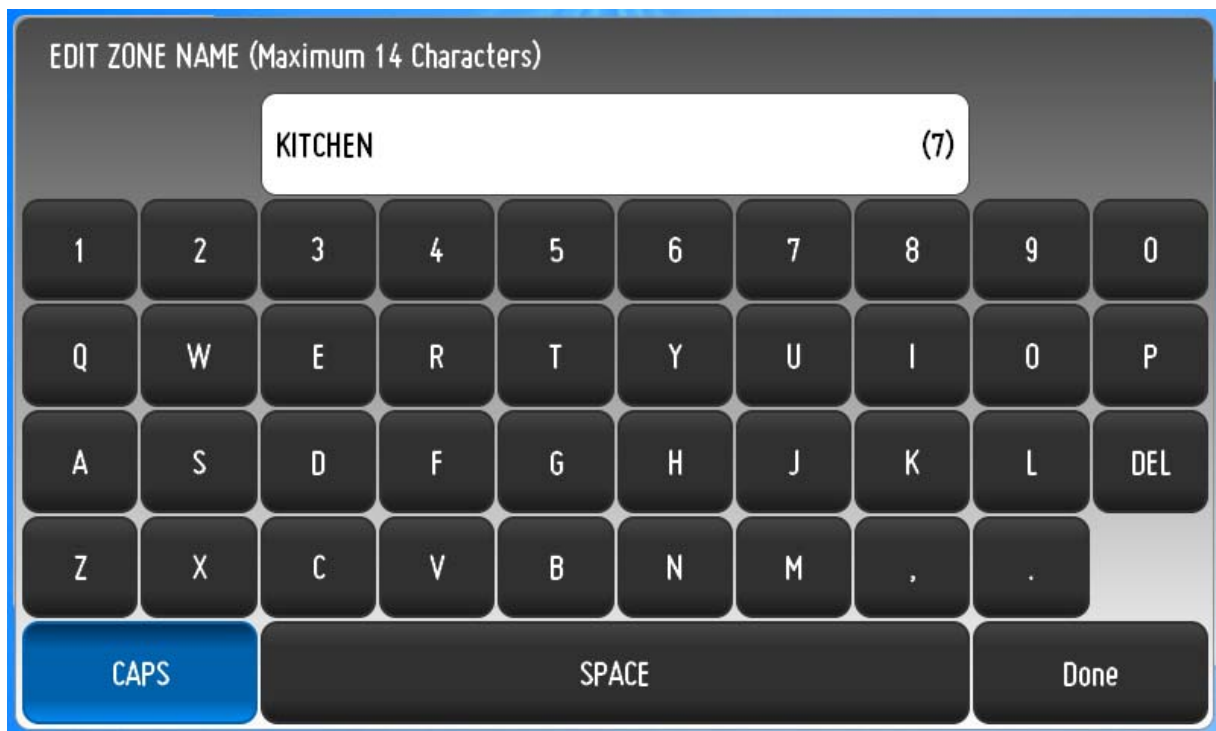 EDIT ZONE NAME (Maximum 14 Characters)
KITCHEN (7)
1 2 3 4 5 6 7 8 9 0
Q W E R T Y U I O P
A S D F G H J K L DEL
Z X C V B N M , .
CAPS SPACE Done